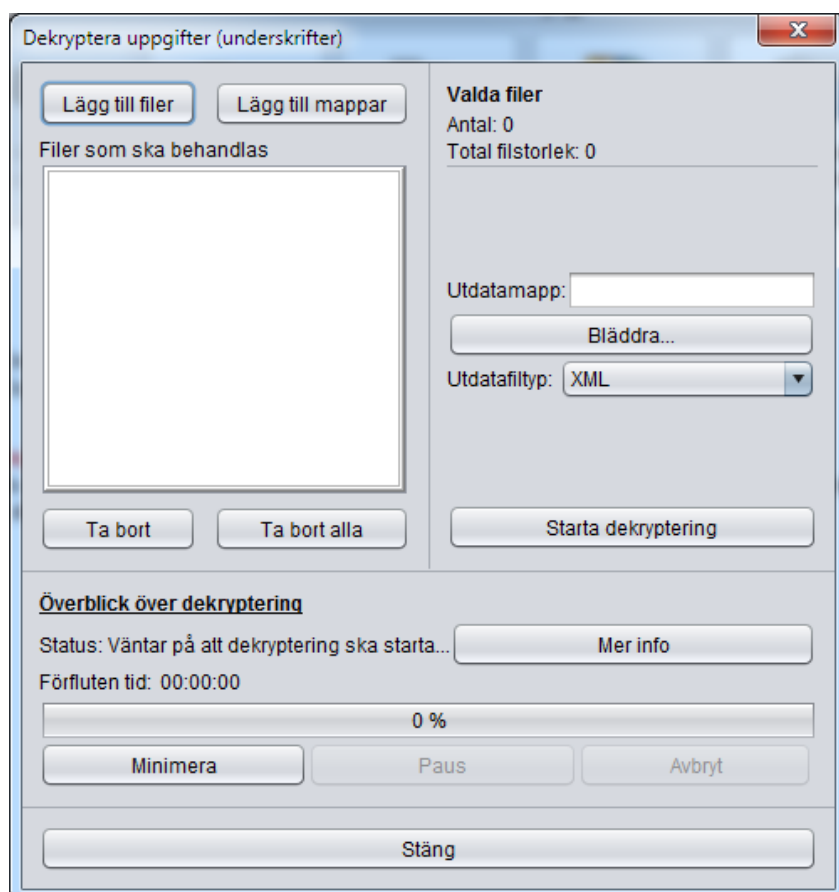 Dekryptera uppgifter (underskrifter)
Lägg till filer
Lägg till mappar
Filer som ska behandlas
Ta bort
Ta bort alla
Valda filer
Antal: 0
Total filstorlek: 0
Utdatamapp:
Bläddra...
Utdatafiltyp: XML
Starta dekryptering
Överblick över dekryptering
Status: Väntar på att dekryptering ska starta...
Mer info
Förfluten tid: 00:00:00
0 %
Minimera
Paus
Avbryt
Stäng